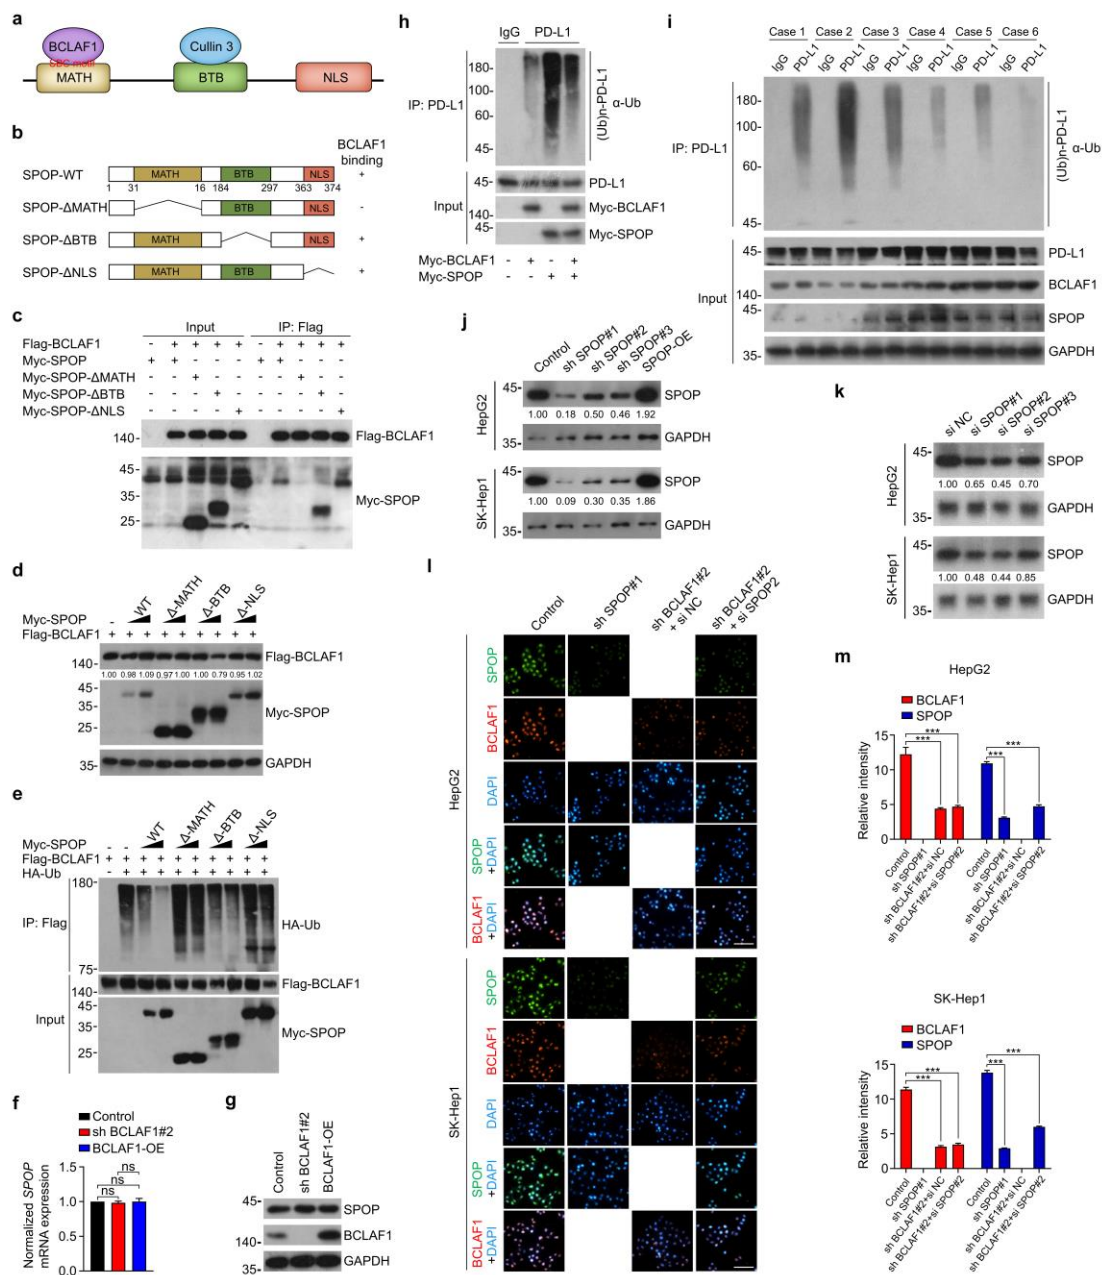 a
BCLAF1
SBC motif
MATH
Cullin 3
BTB
NLS
b
BCLAF1
binding
SPOP-WT
MATH BTB NLS +
1 31 16 184 297 363 374
SPOP-ΔMATH BTB NLS -
SPOP-ΔBTB MATH NLS +
SPOP-ΔNLS MATH BTB +
c
Input IP: Flag
Flag-BCLAF1 - + + + + - + + + +
Myc-SPOP + + - - - + + - - -
Myc-SPOP-ΔMATH - - + - - - - + - -
Myc-SPOP-ΔBTB - - - + - - - - + -
Myc-SPOP-ΔNLS - - - - + - - - - +
140- Flag-BCLAF1
45-
35- Myc-SPOP
25-
d
WT Δ-MATH Δ-BTB Δ-NLS
Myc-SPOP -
Flag-BCLAF1 + + + + + + + + +
140- Flag-BCLAF1
1.00 0.98 1.09 0.97 1.00 1.00 0.79 0.95 1.02
45-
35- Myc-SPOP
25-
35- GAPDH
e
WT Δ-MATH Δ-BTB Δ-NLS
Myc-SPOP - -
Flag-BCLAF1 + + + + + + + + + +
HA-Ub - + + + + + + + + +
180-
IP: Flag HA-Ub
75-
140- Flag-BCLAF1
Input
45-
35- Myc-SPOP
25-
f
Control
sh BCLAF1#2
BCLAF1-OE
Normalized SPOP
mRNA expression
1.5
1.0
0.5
0.0
ns
ns
ns
g
Control
sh BCLAF1#2
BCLAF1-OE
45- SPOP
140- BCLAF1
35- GAPDH
h
IgG PD-L1
180-
100-
60-
45-
IP: PD-L1
(Ub)n-PD-L1
α-Ub
Input
45- PD-L1
140- Myc-BCLAF1
45- Myc-SPOP
Myc-BCLAF1 - + - +
Myc-SPOP - - + +
i
Case 1 Case 2 Case 3 Case 4 Case 5 Case 6
IgG PD-L1 IgG PD-L1 IgG PD-L1 IgG PD-L1 IgG PD-L1 IgG PD-L1
180-
100-
60-
45-
IP: PD-L1
(Ub)n-PD-L1
α-Ub
Input
45- PD-L1
140- BCLAF1
45- SPOP
35- GAPDH
j
Control sh SPOP#1 sh SPOP#2 sh SPOP#3 SPOP-OE
HepG2
45- SPOP
1.00 0.18 0.50 0.46 1.92
35- GAPDH
SK-Hep1
45- SPOP
1.00 0.09 0.30 0.35 1.86
35- GAPDH
k
si NC si SPOP#1 si SPOP#2 si SPOP#3
HepG2
45- SPOP
1.00 0.65 0.45 0.70
35- GAPDH
SK-Hep1
45- SPOP
1.00 0.48 0.44 0.85
35- GAPDH
l
Control
sh SPOP#1
sh BCLAF1#2
+ si NC
sh BCLAF1#2
+ si SPOP2
HepG2
SPOP
BCLAF1
DAPI
SPOP
+DAPI
BCLAF1
+DAPI
SK-Hep1
SPOP
BCLAF1
DAPI
SPOP
+DAPI
BCLAF1
+DAPI
m
HepG2
BCLAF1
SPOP
Relative intensity
15
10
5
0
*** *** *** ***
Control
sh SPOP#1
sh BCLAF1#2+si NC
sh BCLAF1#2+si SPOP#2
Control
sh SPOP#1
sh BCLAF1#2+si NC
sh BCLAF1#2+si SPOP#2
SK-Hep1
BCLAF1
SPOP
Relative intensity
15
10
5
0
*** *** *** ***
Control
sh SPOP#1
sh BCLAF1#2+si NC
sh BCLAF1#2+si SPOP#2
Control
sh SPOP#1
sh BCLAF1#2+si NC
sh BCLAF1#2+si SPOP#2